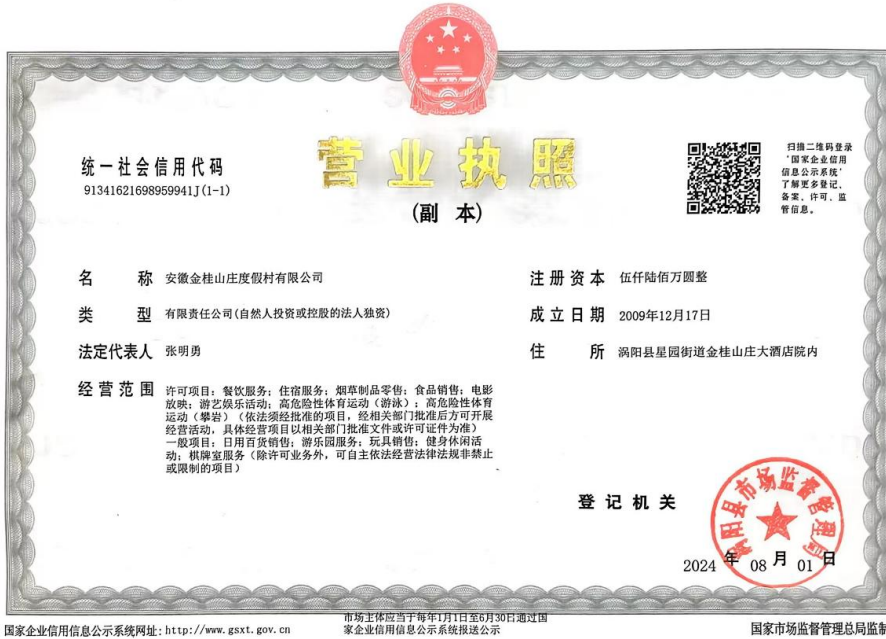 营业执照
(副 本)
统一社会信用代码
91341621698959941J(1-1)
扫描二维码登录
‘国家企业信用
信息公示系统’
了解更多登记、
备案、许可、监
管信息。
名 称 安徽金桂山庄度假村有限公司
类 型 有限责任公司(自然人投资或控股的法人独资)
法定代表人 张明勇
经营范围 许可项目：餐饮服务；住宿服务；烟草制品零售；食品销售；电影
放映；游艺娱乐活动；高危险性体育运动（游泳）；高危险性体育
运动（攀岩）（依法须经批准的项目，经相关部门批准后方可开展
经营活动，具体经营项目以相关部门批准文件或许可证件为准）
一般项目：日用百货销售；游乐园服务；玩具销售；健身休闲活
动；棋牌室服务（除许可业务外，可自主依法经营法律法规非禁止
或限制的项目）
注册资本 伍仟陆佰万圆整
成立日期 2009年12月17日
住 所 涡阳县星园街道金桂山庄大酒店院内
登记机关
涡阳县市场监督管理局
2024 年 08 月 01 日
国家企业信用信息公示系统网址：http://www.gsxt.gov.cn
市场主体应当于每年1月1日至6月30日通过国
家企业信用信息公示系统报送公示
国家市场监督管理总局监制